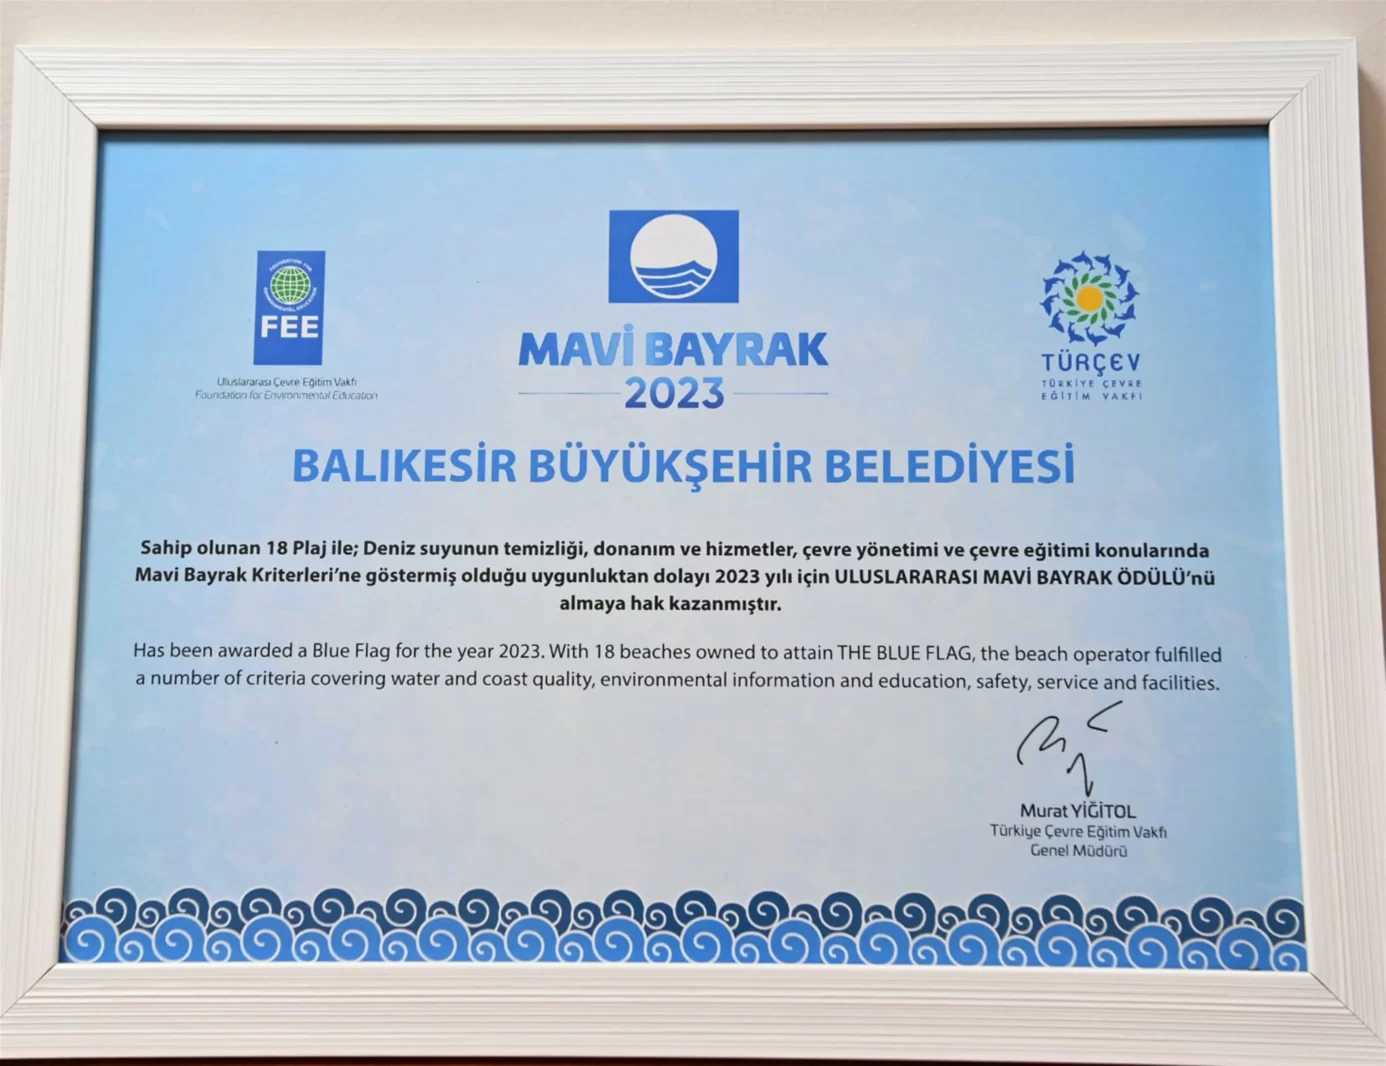 FOUNDATION FOR
ENVIRONMENTAL EDUCATION
FEE
Uluslararası Çevre Eğitim Vakfı
Foundation for Environmental Education
MAVİ BAYRAK
2023
TÜRÇEV
TÜRKİYE ÇEVRE
EĞİTİM VAKFI
BALIKESİR BÜYÜKŞEHİR BELEDİYESİ
Sahip olunan 18 Plaj ile; Deniz suyunun temizliği, donanım ve hizmetler, çevre yönetimi ve çevre eğitimi konularında
Mavi Bayrak Kriterleri’ne göstermiş olduğu uygunluktan dolayı 2023 yılı için ULUSLARARASI MAVİ BAYRAK ÖDÜLÜ’nü
almaya hak kazanmıştır.
Has been awarded a Blue Flag for the year 2023. With 18 beaches owned to attain THE BLUE FLAG, the beach operator fulfilled
a number of criteria covering water and coast quality, environmental information and education, safety, service and facilities.
Murat YİĞİTOL
Türkiye Çevre Eğitim Vakfı
Genel Müdürü